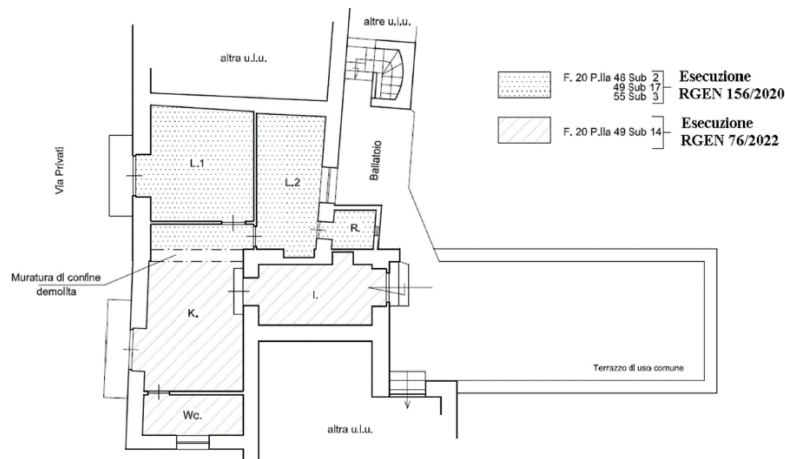 altre u.i.u.
altra u.i.u.
F. 20 P.lla 48 Sub 2
49 Sub 17
55 Sub 3
Esecuzione
RGEN 156/2020
F. 20 P.lla 49 Sub 14
Esecuzione
RGEN 76/2022
Via Privati
L.1
L.2
Ballatoio
R.
Muratura di confine
demolita
K.
I.
Terrazzo di uso comune
Wc.
altra u.i.u.